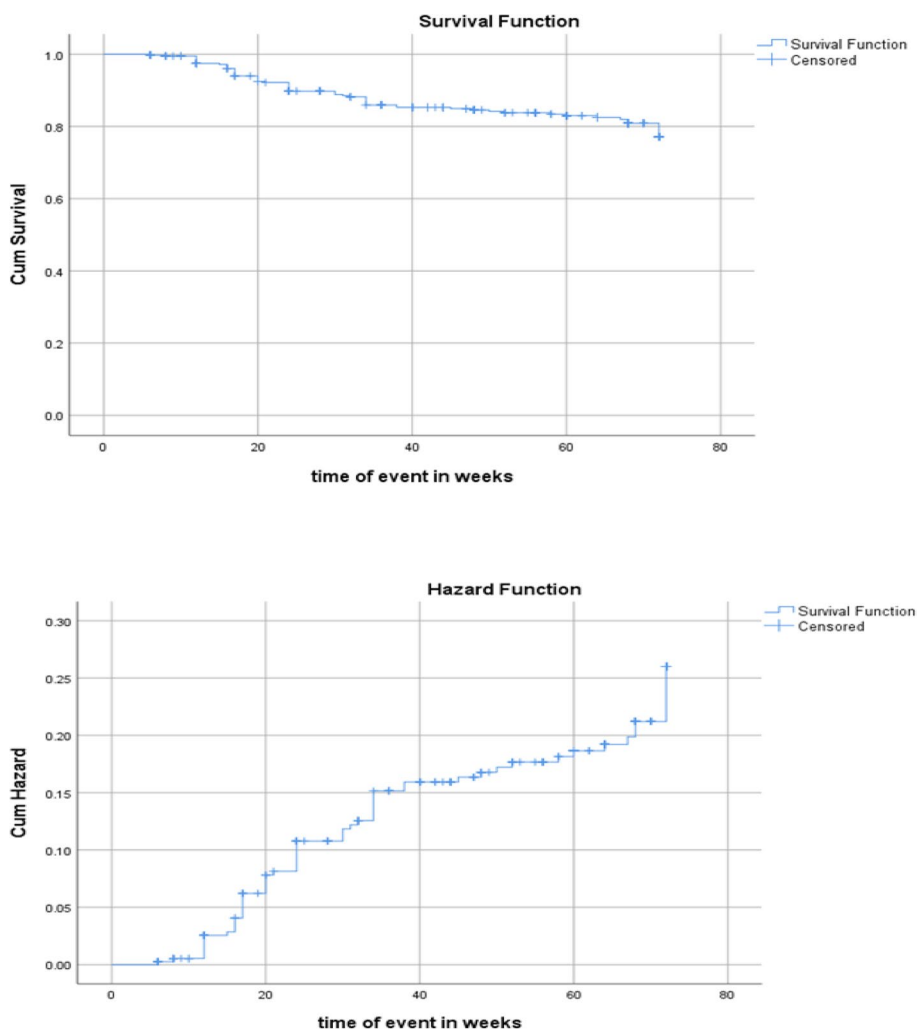 Survival Function
Survival Function
Censored
1.0
0.8
0.6
0.4
0.2
0.0
Cum Survival
0 20 40 60 80
time of event in weeks
Hazard Function
Survival Function
Censored
0.30
0.25
0.20
0.15
0.10
0.05
0.00
Cum Hazard
0 20 40 60 80
time of event in weeks